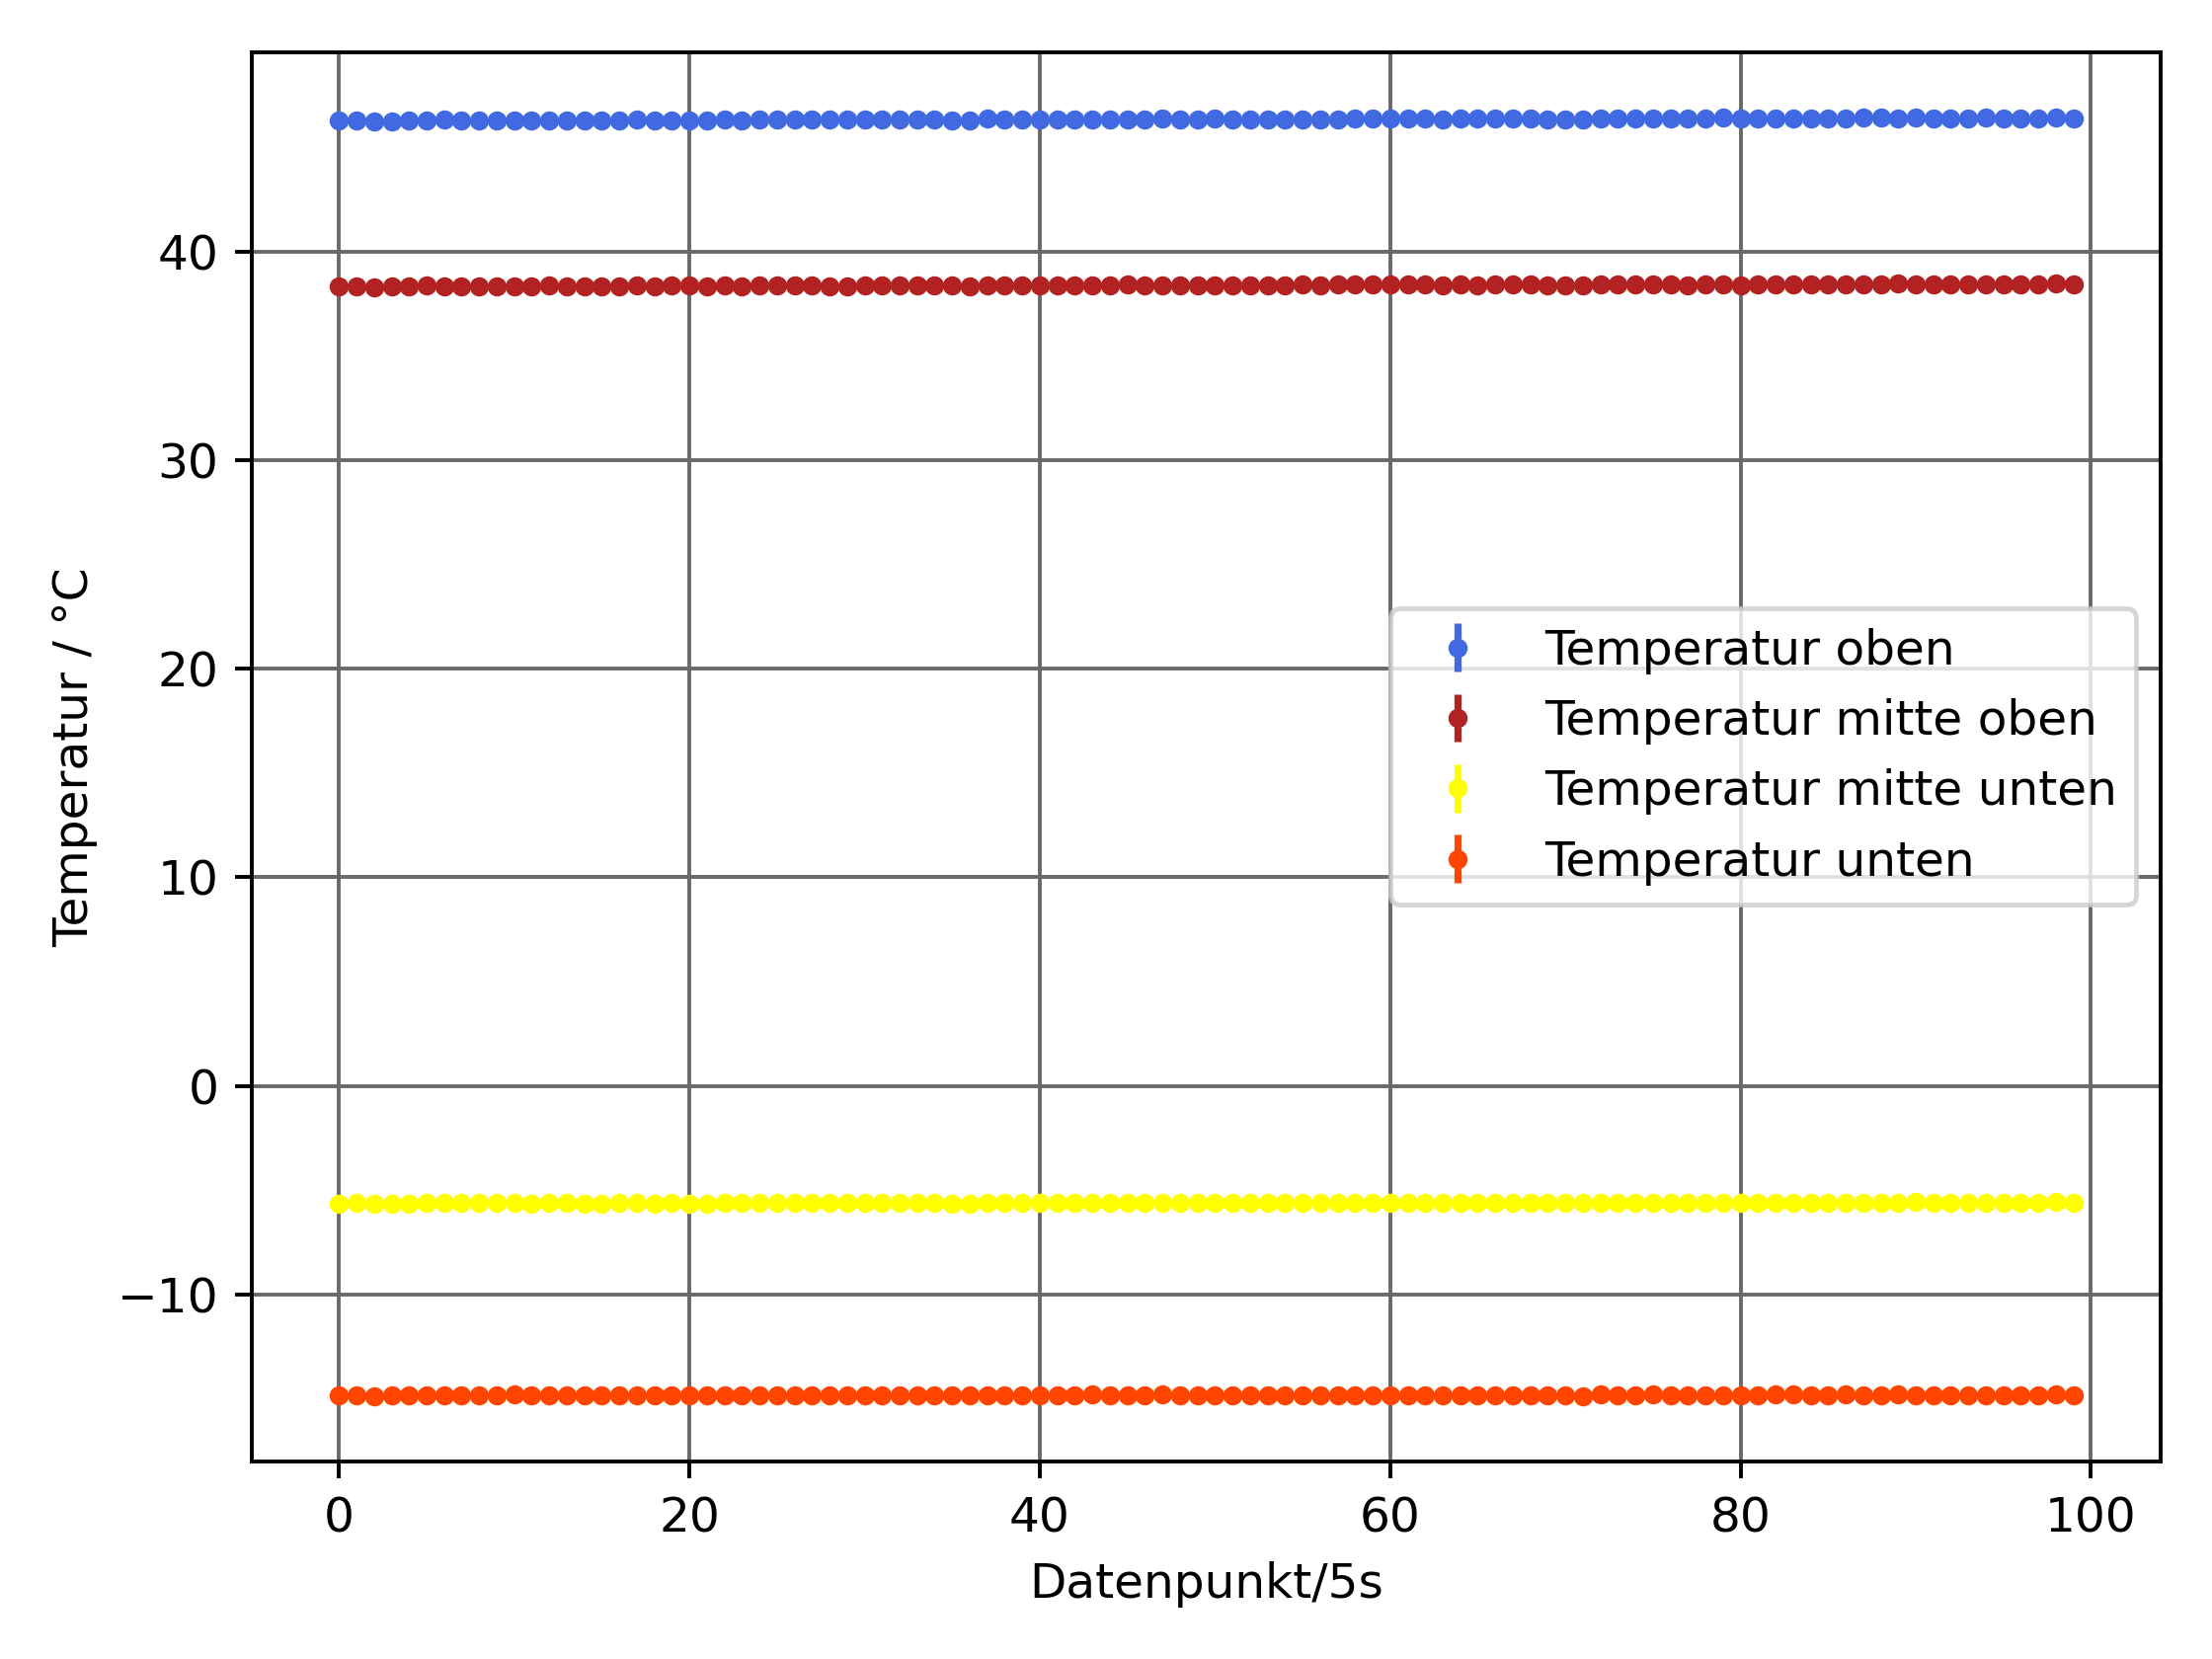 Temperatur / °C
40
30
20
10
0
−10
Temperatur oben
Temperatur mitte oben
Temperatur mitte unten
Temperatur unten
0 20 40 60 80 100
Datenpunkt/5s